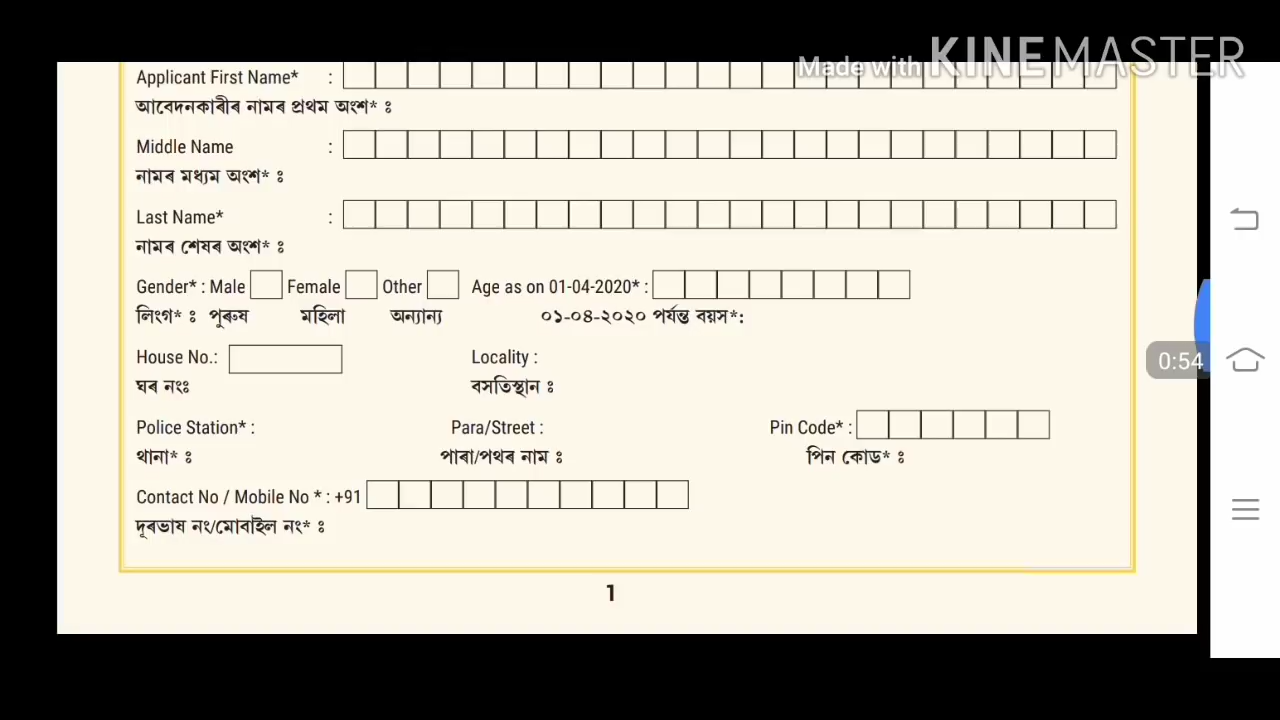 Made with KINEMASTER
Applicant First Name* :
আবেদনকাৰীৰ নামৰ প্ৰথম অংশ* ঃ
Middle Name :
নামৰ মধ্যম অংশ* ঃ
Last Name* :
নামৰ শেষৰ অংশ* ঃ
Gender* : Male Female Other Age as on 01-04-2020* :
লিংগ* ঃ পুৰুষ মহিলা অন্যান্য ০১-০৪-২০২০ পৰ্যন্ত বয়স*:
House No.: Locality :
ঘৰ নংঃ বসতিস্থান ঃ
0:54
Police Station* : Para/Street : Pin Code* :
থানা* ঃ পাৰা/পথৰ নাম ঃ পিন কোড* ঃ
Contact No / Mobile No * : +91
দূৰভাষ নং/মোবাইল নং* ঃ
1